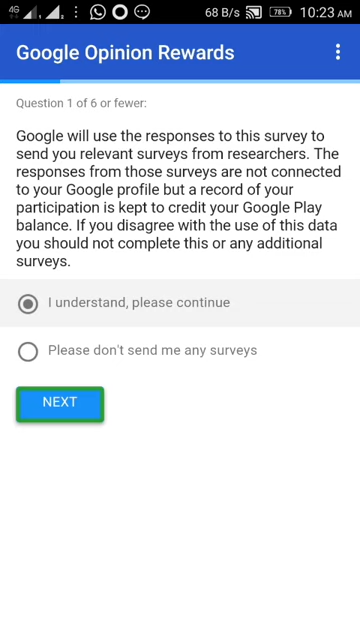 4G 1 2 68 B/s 78% 10:23 AM
Google Opinion Rewards
Question 1 of 6 or fewer:
Google will use the responses to this survey to
send you relevant surveys from researchers. The
responses from those surveys are not connected
to your Google profile but a record of your
participation is kept to credit your Google Play
balance. If you disagree with the use of this data
you should not complete this or any additional
surveys.
I understand, please continue
Please don't send me any surveys
NEXT